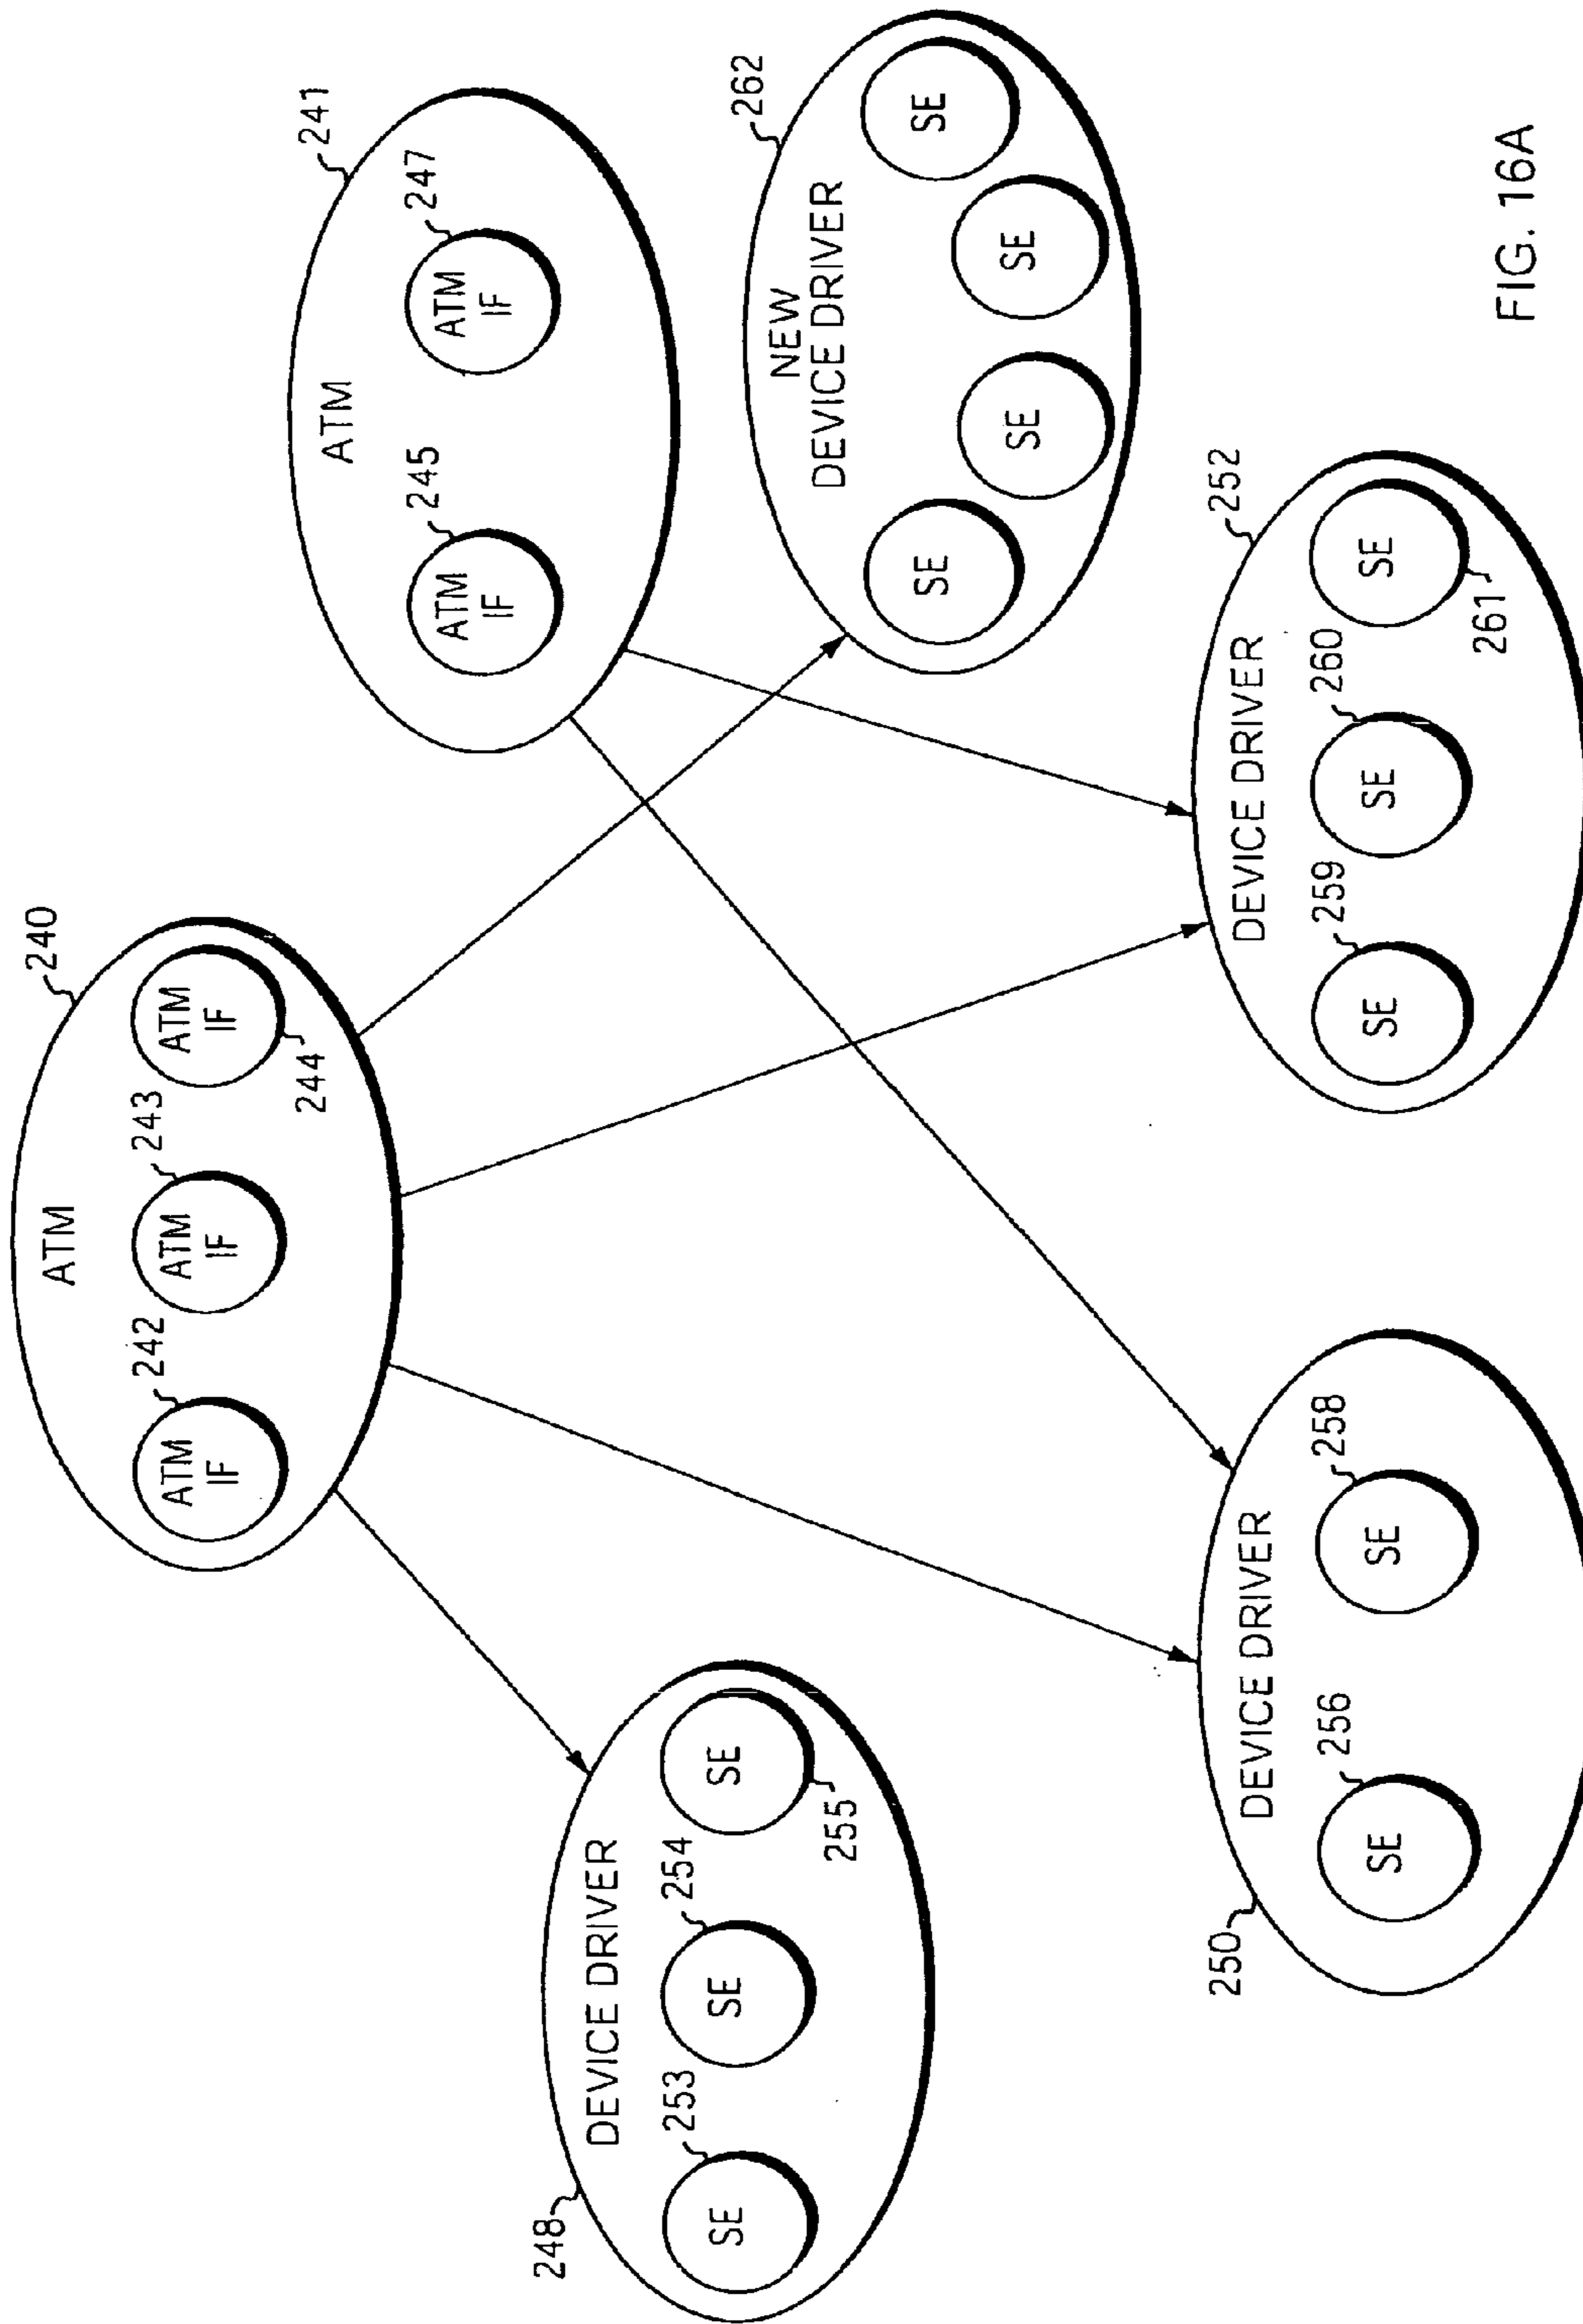 240
ATM
242
243
ATM
IF
ATM
IF
ATM
IF
244
241
ATM
245
247
ATM
IF
ATM
IF
248
DEVICE DRIVER
253
254
SE
SE
SE
255
262
NEW
DEVICE DRIVER
SE
SE
SE
SE
250
DEVICE DRIVER
256
258
SE
SE
252
DEVICE DRIVER
259
260
SE
SE
SE
261
FIG. 16A